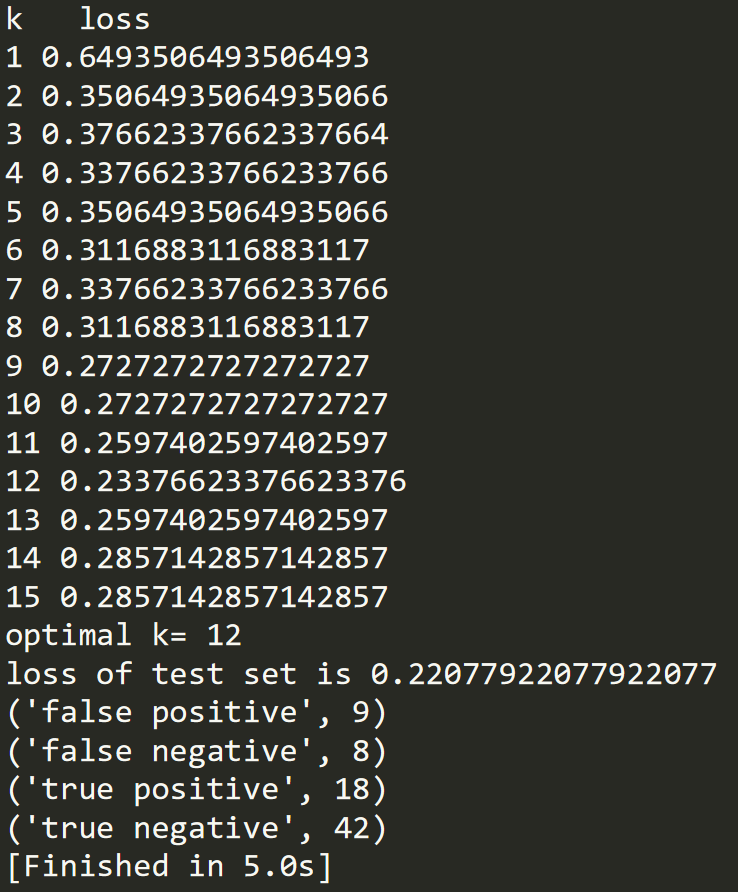 k   loss
1 0.6493506493506493
2 0.35064935064935066
3 0.37662337662337664
4 0.33766233766233766
5 0.35064935064935066
6 0.3116883116883117
7 0.33766233766233766
8 0.3116883116883117
9 0.2727272727272727
10 0.2727272727272727
11 0.2597402597402597
12 0.23376623376623376
13 0.2597402597402597
14 0.2857142857142857
15 0.2857142857142857
optimal k= 12
loss of test set is 0.22077922077922077
('false positive', 9)
('false negative', 8)
('true positive', 18)
('true negative', 42)
[Finished in 5.0s]